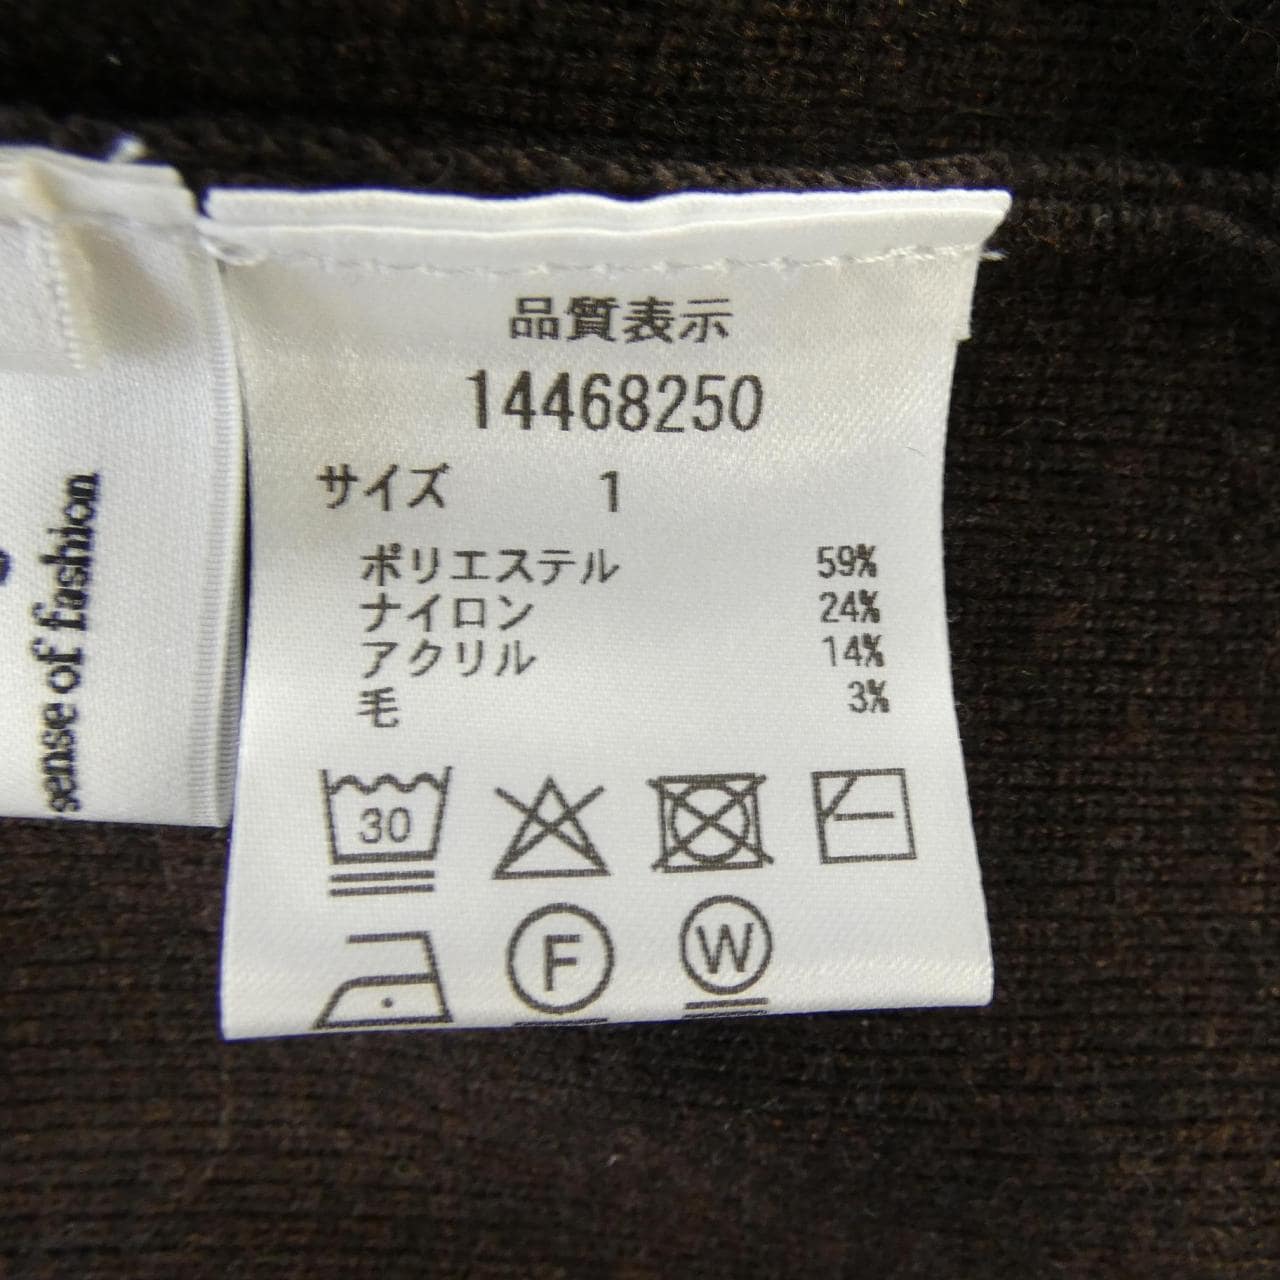 品質表示
14468250
サイズ 1
ポリエステル 59%
ナイロン 24%
アクリル 14%
毛 3%
30
F
W
sense of fashion